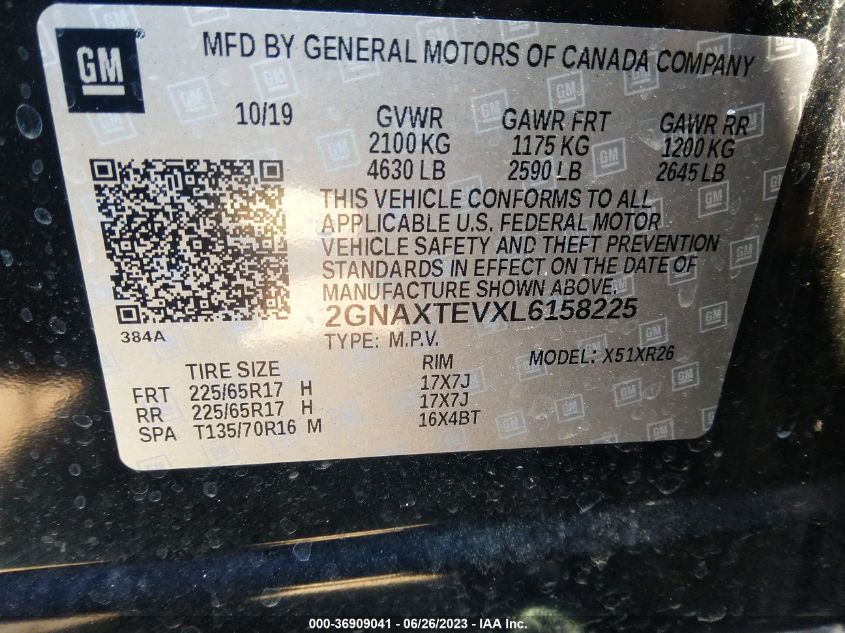 GM
MFD BY GENERAL MOTORS OF CANADA COMPANY
10/19 GVWR GAWR FRT GAWR RR
2100 KG 1175 KG 1200 KG
4630 LB 2590 LB 2645 LB
THIS VEHICLE CONFORMS TO ALL
APPLICABLE U.S. FEDERAL MOTOR
VEHICLE SAFETY AND THEFT PREVENTION
STANDARDS IN EFFECT ON THE DATE OF
MANUFACTURE SHOWN ABOVE.
2GNAXTEVXL6158225
384A
TYPE: M.P.V. MODEL: X51XR26
TIRE SIZE RIM
FRT 225/65R17 H 17X7J
RR 225/65R17 H 17X7J
SPA T135/70R16 M 16X4BT
000-36909041 / 06/26/2023 - IAA Inc.